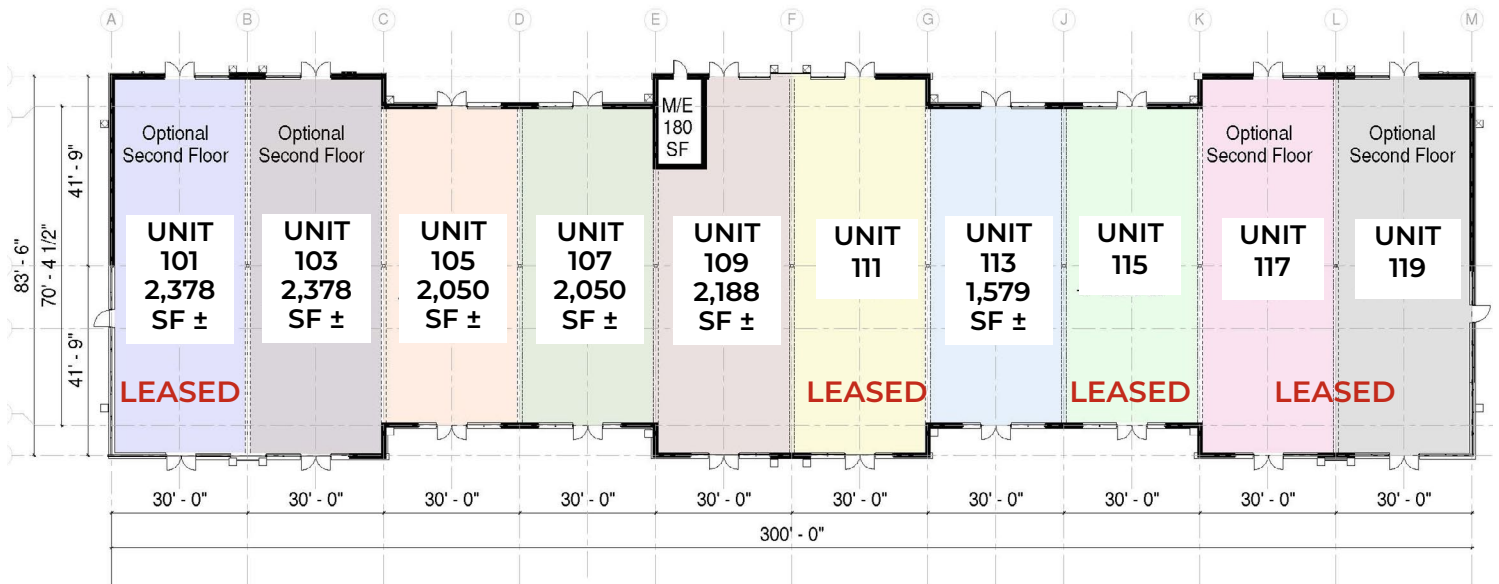 A B C D E F G J K L M
Optional
Second Floor
Optional
Second Floor
M/E
180
SF
Optional
Second Floor
Optional
Second Floor
UNIT
101
2,378
SF ±
UNIT
103
2,378
SF ±
UNIT
105
2,050
SF ±
UNIT
107
2,050
SF ±
UNIT
109
2,188
SF ±
UNIT
111
UNIT
113
1,579
SF ±
UNIT
115
UNIT
117
UNIT
119
83' - 6"
70' - 4 1/2"
41' - 9"
41' - 9"
LEASED LEASED LEASED LEASED
30' - 0" 30' - 0" 30' - 0" 30' - 0" 30' - 0" 30' - 0" 30' - 0" 30' - 0" 30' - 0" 30' - 0"
300' - 0"